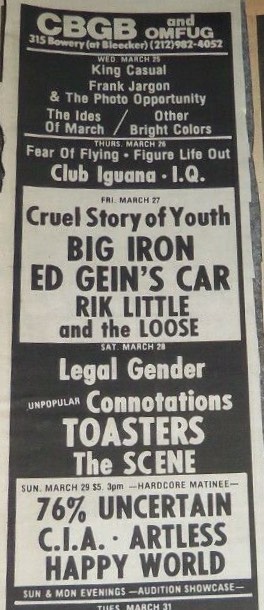 CBGB and OMFUG
315 Bowery (at Bleecker) (212)982-4052
WED. MARCH 25
King Casual
Frank Jargon
& The Photo Opportunity
The Ides / Other
Of March / Bright Colors
THURS. MARCH 26
Fear Of Flying • Figure Life Out
Club Iguana • I.Q.
FRI. MARCH 27
Cruel Story of Youth
BIG IRON
ED GEIN'S CAR
RIK LITTLE
and the LOOSE
SAT. MARCH 28
Legal Gender
UNPOPULAR Connotations
TOASTERS
The SCENE
SUN. MARCH 29 $5. 3pm —HARDCORE MATINEE—
76% UNCERTAIN
C.I.A. • ARTLESS
HAPPY WORLD
SUN & MON EVENINGS —AUDITION SHOWCASE—
TUES. MARCH 31